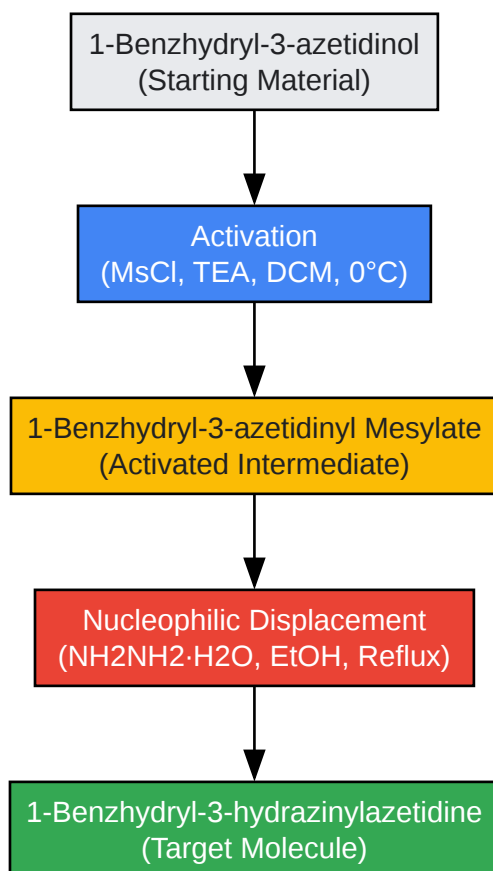 1-Benzhydryl-3-azetidinol
(Starting Material)
Activation
(MsCl, TEA, DCM, 0°C)
1-Benzhydryl-3-azetidinyl Mesylate
(Activated Intermediate)
Nucleophilic Displacement
(NH2NH2·H2O, EtOH, Reflux)
1-Benzhydryl-3-hydrazinylazetidine
(Target Molecule)